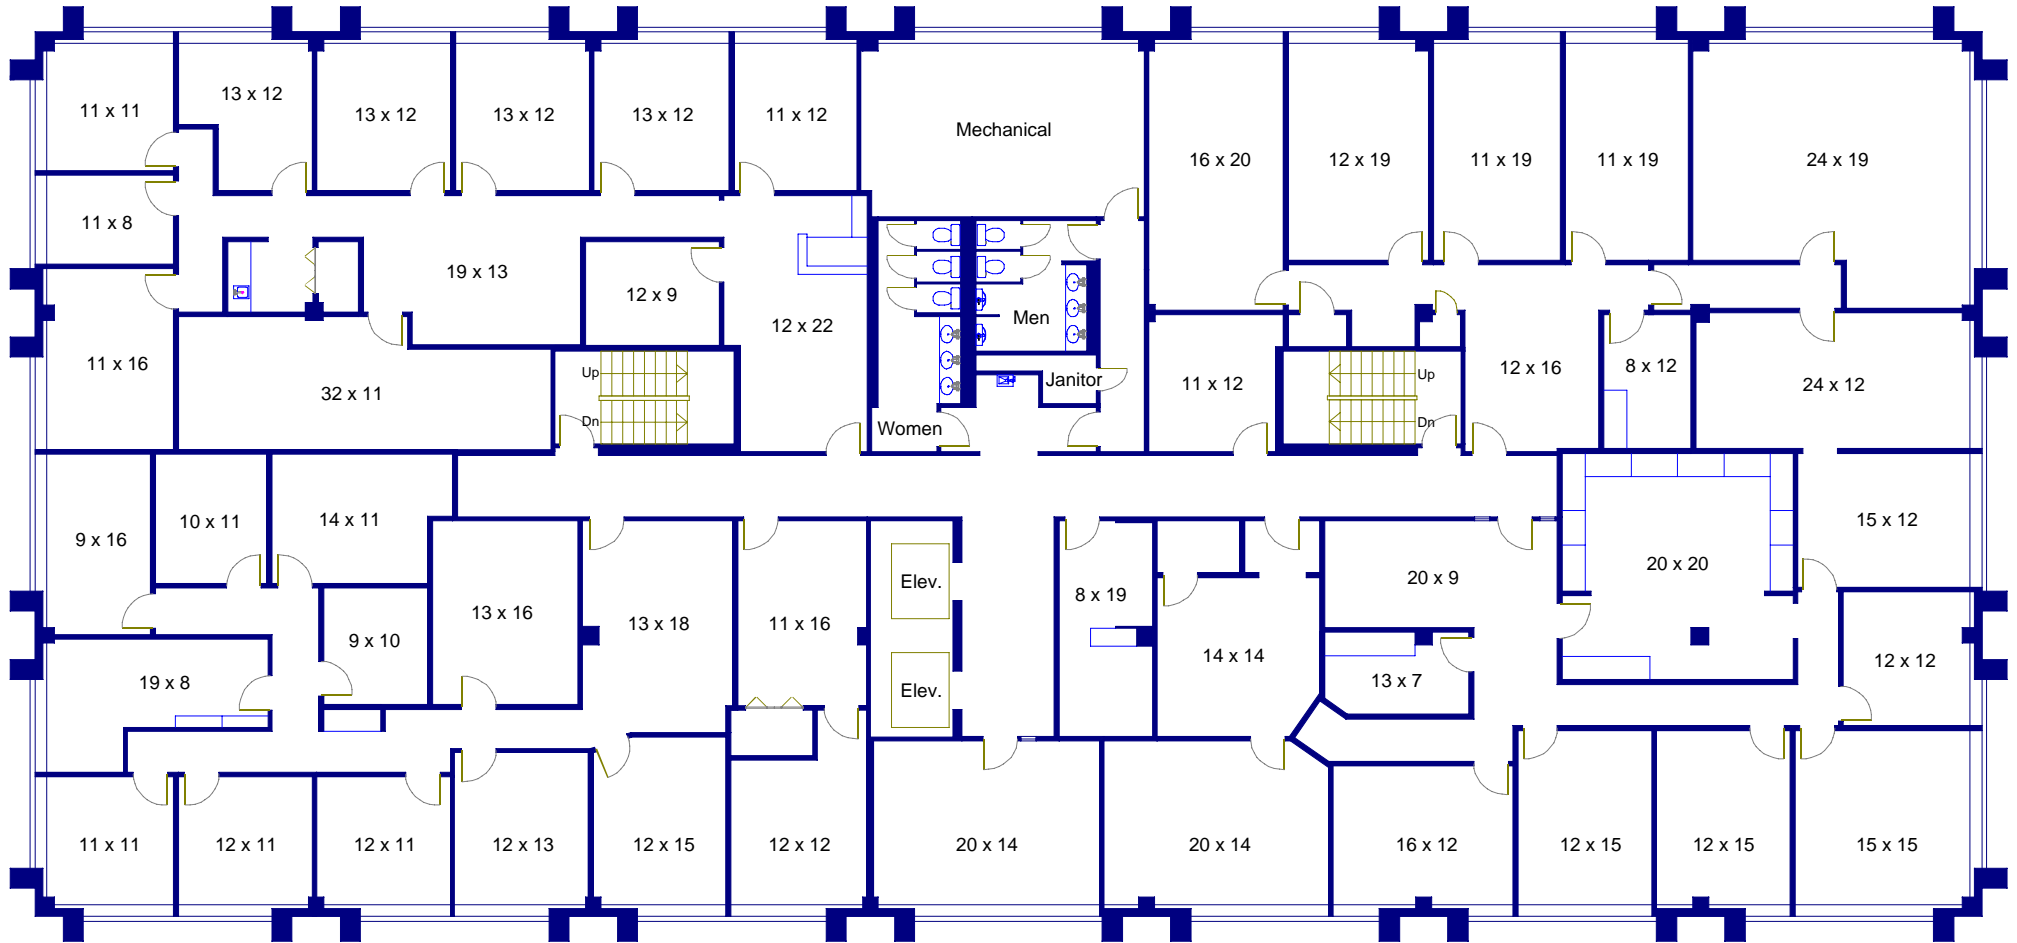 11 x 11
13 x 12
13 x 12
13 x 12
13 x 12
11 x 12
Mechanical
16 x 20
12 x 19
11 x 19
11 x 19
24 x 19
11 x 8
19 x 13
12 x 9
12 x 22
Men
11 x 16
32 x 11
Up
Dn
Janitor
Women
11 x 12
Up
Dn
12 x 16
8 x 12
24 x 12
9 x 16
10 x 11
14 x 11
13 x 16
13 x 18
11 x 16
Elev.
Elev.
8 x 19
14 x 14
20 x 9
13 x 7
20 x 20
15 x 12
12 x 12
9 x 10
19 x 8
11 x 11
12 x 11
12 x 11
12 x 13
12 x 15
12 x 12
20 x 14
20 x 14
16 x 12
12 x 15
12 x 15
15 x 15